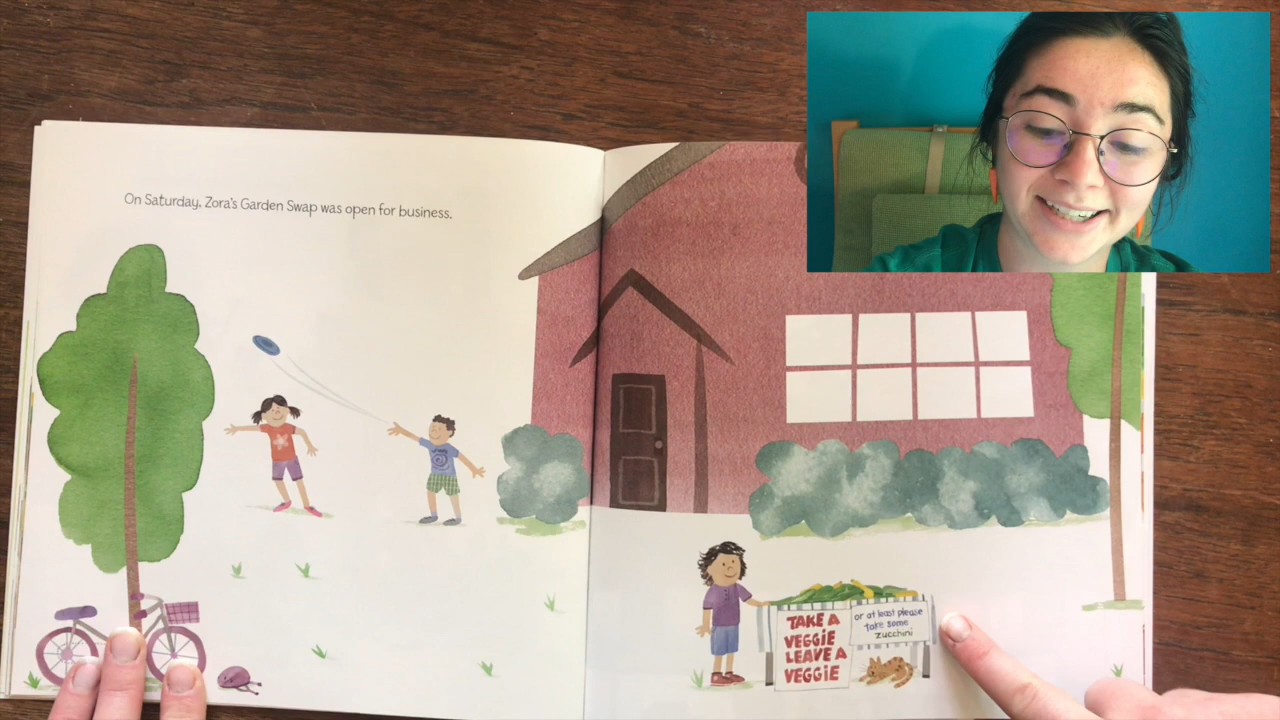 On Saturday, Zora's Garden Swap was open for business.
TAKE A
VEGGIE
LEAVE A
VEGGIE
or at least please
take some
zucchini